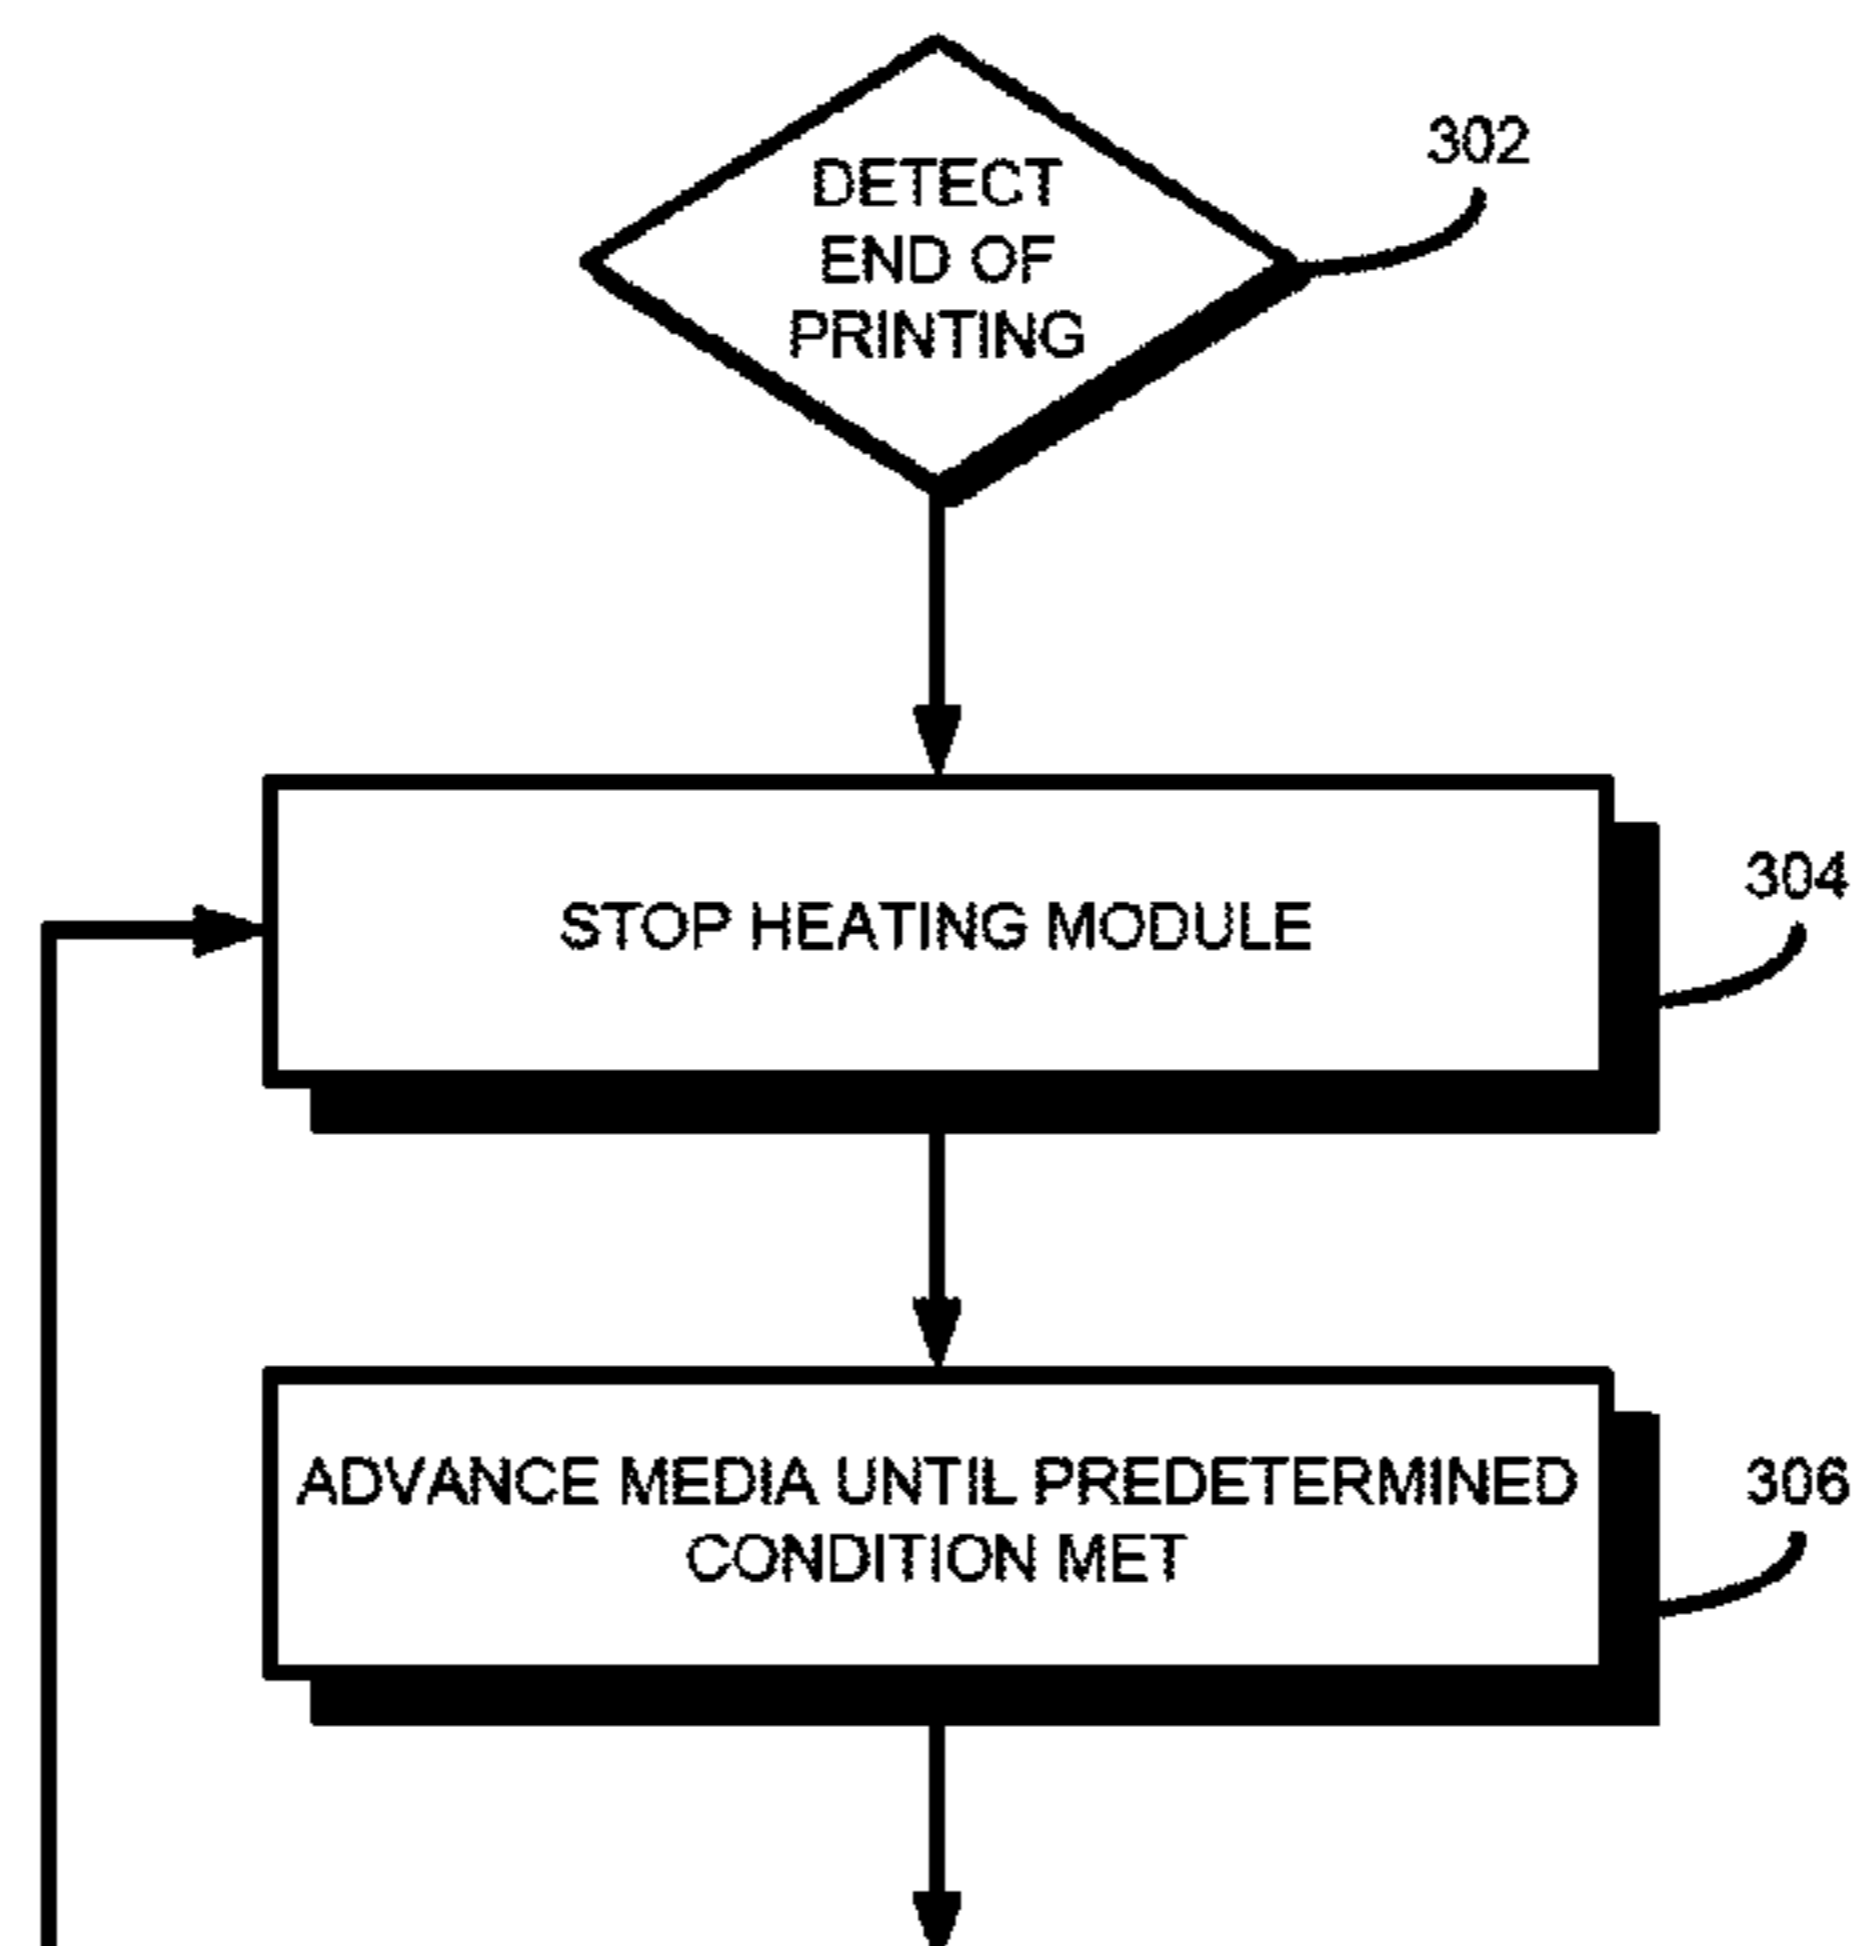 DETECT
END OF
PRINTING
302
STOP HEATING MODULE
304
ADVANCE MEDIA UNTIL PREDETERMINED
CONDITION MET
306